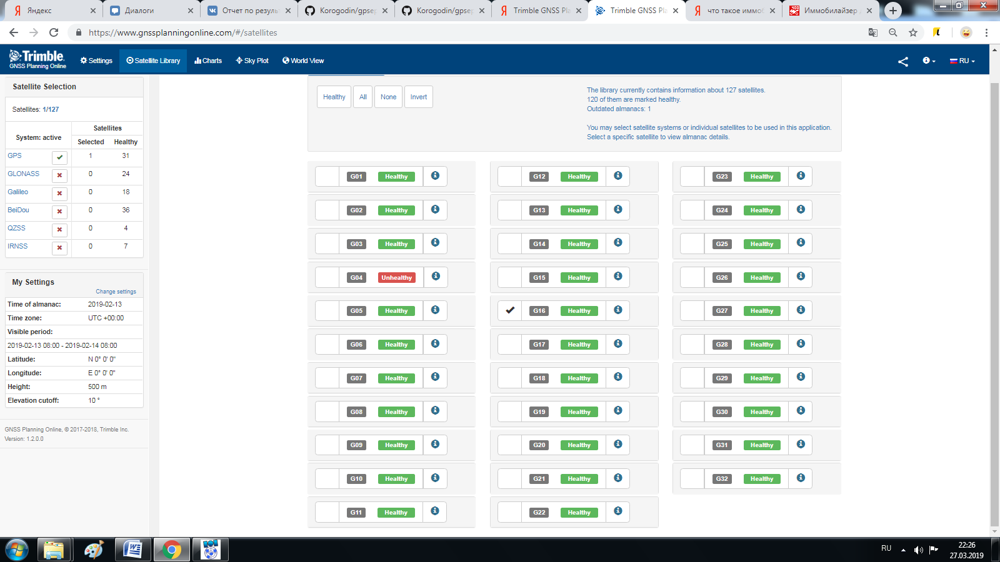 Яндекс
Диалоги
Отчет по резуль
Korogodin/gpsep
Korogodin/gpsep
Trimble GNSS Pla
Trimble GNSS Pla
что такое иммоб
Иммобилайзер
https://www.gnssplanningonline.com/#/satellites
Trimble.
GNSS Planning Online
Settings
Satellite Library
Charts
Sky Plot
World View
RU
Satellite Selection
Satellites: 1/127
System: active
Satellites
Selected Healthy
GPS 1 31
GLONASS 0 24
Galileo 0 18
BeiDou 0 36
QZSS 0 4
IRNSS 0 7
My Settings
Change settings
Time of almanac: 2019-02-13
Time zone: UTC +00:00
Visible period:
2019-02-13 08:00 - 2019-02-14 08:00
Latitude: N 0° 0' 0"
Longitude: E 0° 0' 0"
Height: 500 m
Elevation cutoff: 10 °
GNSS Planning Online, © 2017-2018, Trimble Inc.
Version: 1.2.0.0
Healthy All None Invert
The library currently contains information about 127 satellites.
120 of them are marked healthy.
Outdated almanacs: 1
You may select satellite systems or individual satellites to be used in this application.
Select a specific satellite to view almanac details.
G01 Healthy G12 Healthy G23 Healthy
G02 Healthy G13 Healthy G24 Healthy
G03 Healthy G14 Healthy G25 Healthy
G04 Unhealthy G15 Healthy G26 Healthy
G05 Healthy G16 Healthy G27 Healthy
G06 Healthy G17 Healthy G28 Healthy
G07 Healthy G18 Healthy G29 Healthy
G08 Healthy G19 Healthy G30 Healthy
G09 Healthy G20 Healthy G31 Healthy
G10 Healthy G21 Healthy G32 Healthy
G11 Healthy G22 Healthy
RU
22:26
27.03.2019